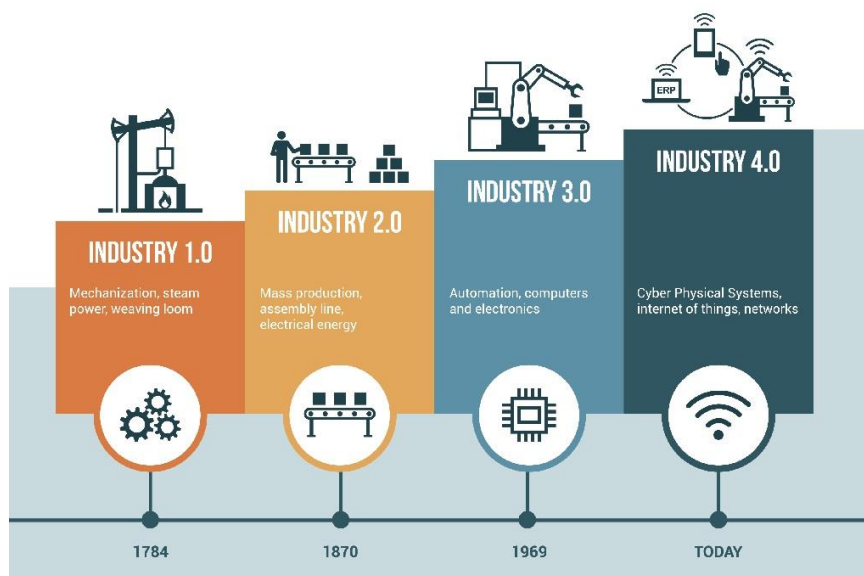 ERP
INDUSTRY 1.0
Mechanization, steam
power, weaving loom
INDUSTRY 2.0
Mass production,
assembly line,
electrical energy
INDUSTRY 3.0
Automation, computers
and electronics
INDUSTRY 4.0
Cyber Physical Systems,
internet of things, networks
1784
1870
1969
TODAY